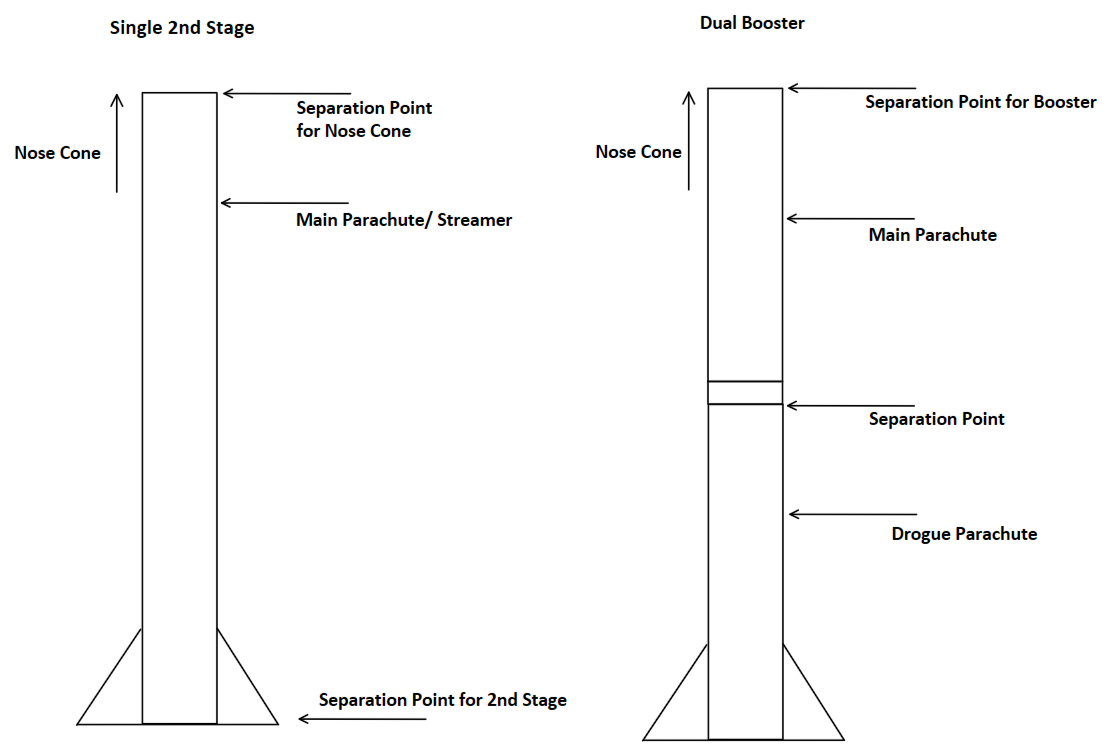 Single 2nd Stage
Separation Point
for Nose Cone
Nose Cone
Main Parachute/ Streamer
Separation Point for 2nd Stage
Dual Booster
Separation Point for Booster
Nose Cone
Main Parachute
Separation Point
Drogue Parachute